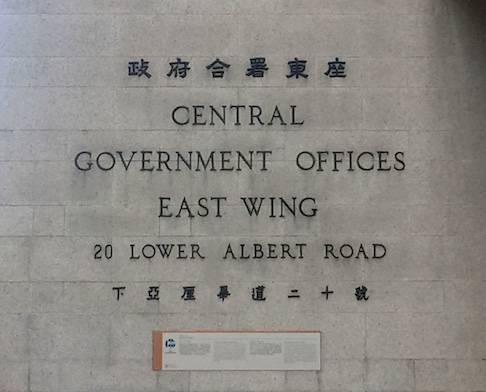 政府合署東座
CENTRAL
GOVERNMENT OFFICES
EAST WING
20 LOWER ALBERT ROAD
下亞厘畢道二十號